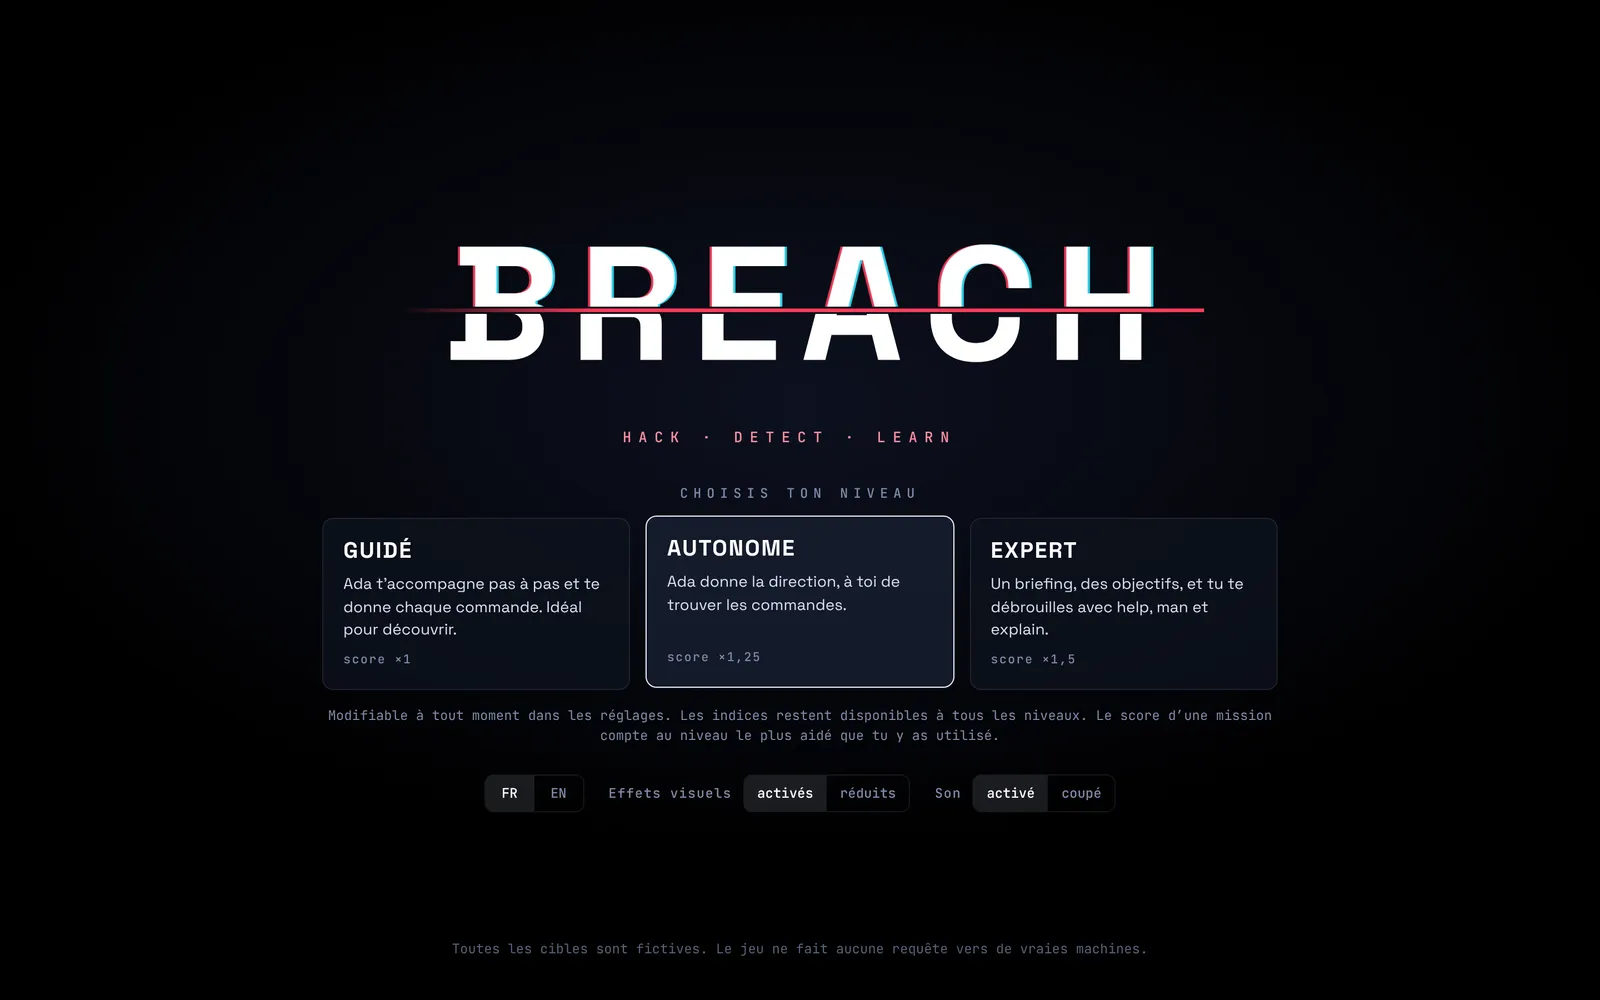 BREACH
HACK · DETECT · LEARN
CHOISIS TON NIVEAU
GUIDÉ
Ada t’accompagne pas à pas et te
donne chaque commande. Idéal
pour découvrir.
score ×1
AUTONOME
Ada donne la direction, à toi de
trouver les commandes.
score ×1,25
EXPERT
Un briefing, des objectifs, et tu te
débrouilles avec help, man et
explain.
score ×1,5
Modifiable à tout moment dans les réglages. Les indices restent disponibles à tous les niveaux. Le score d’une mission
compte au niveau le plus aidé que tu y as utilisé.
FR EN Effets visuels activés réduits Son activé coupé
Toutes les cibles sont fictives. Le jeu ne fait aucune requête vers de vraies machines.